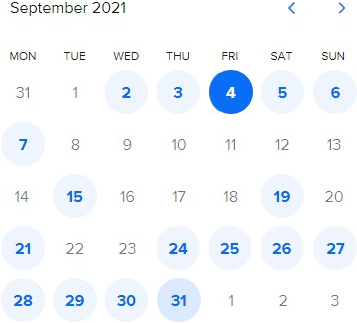 September 2021
MON TUE WED THU FRI SAT SUN
31 1 2 3 4 5 6
7 8 9 10 11 12 13
14 15 16 17 18 19 20
21 22 23 24 25 26 27
28 29 30 31 1 2 3